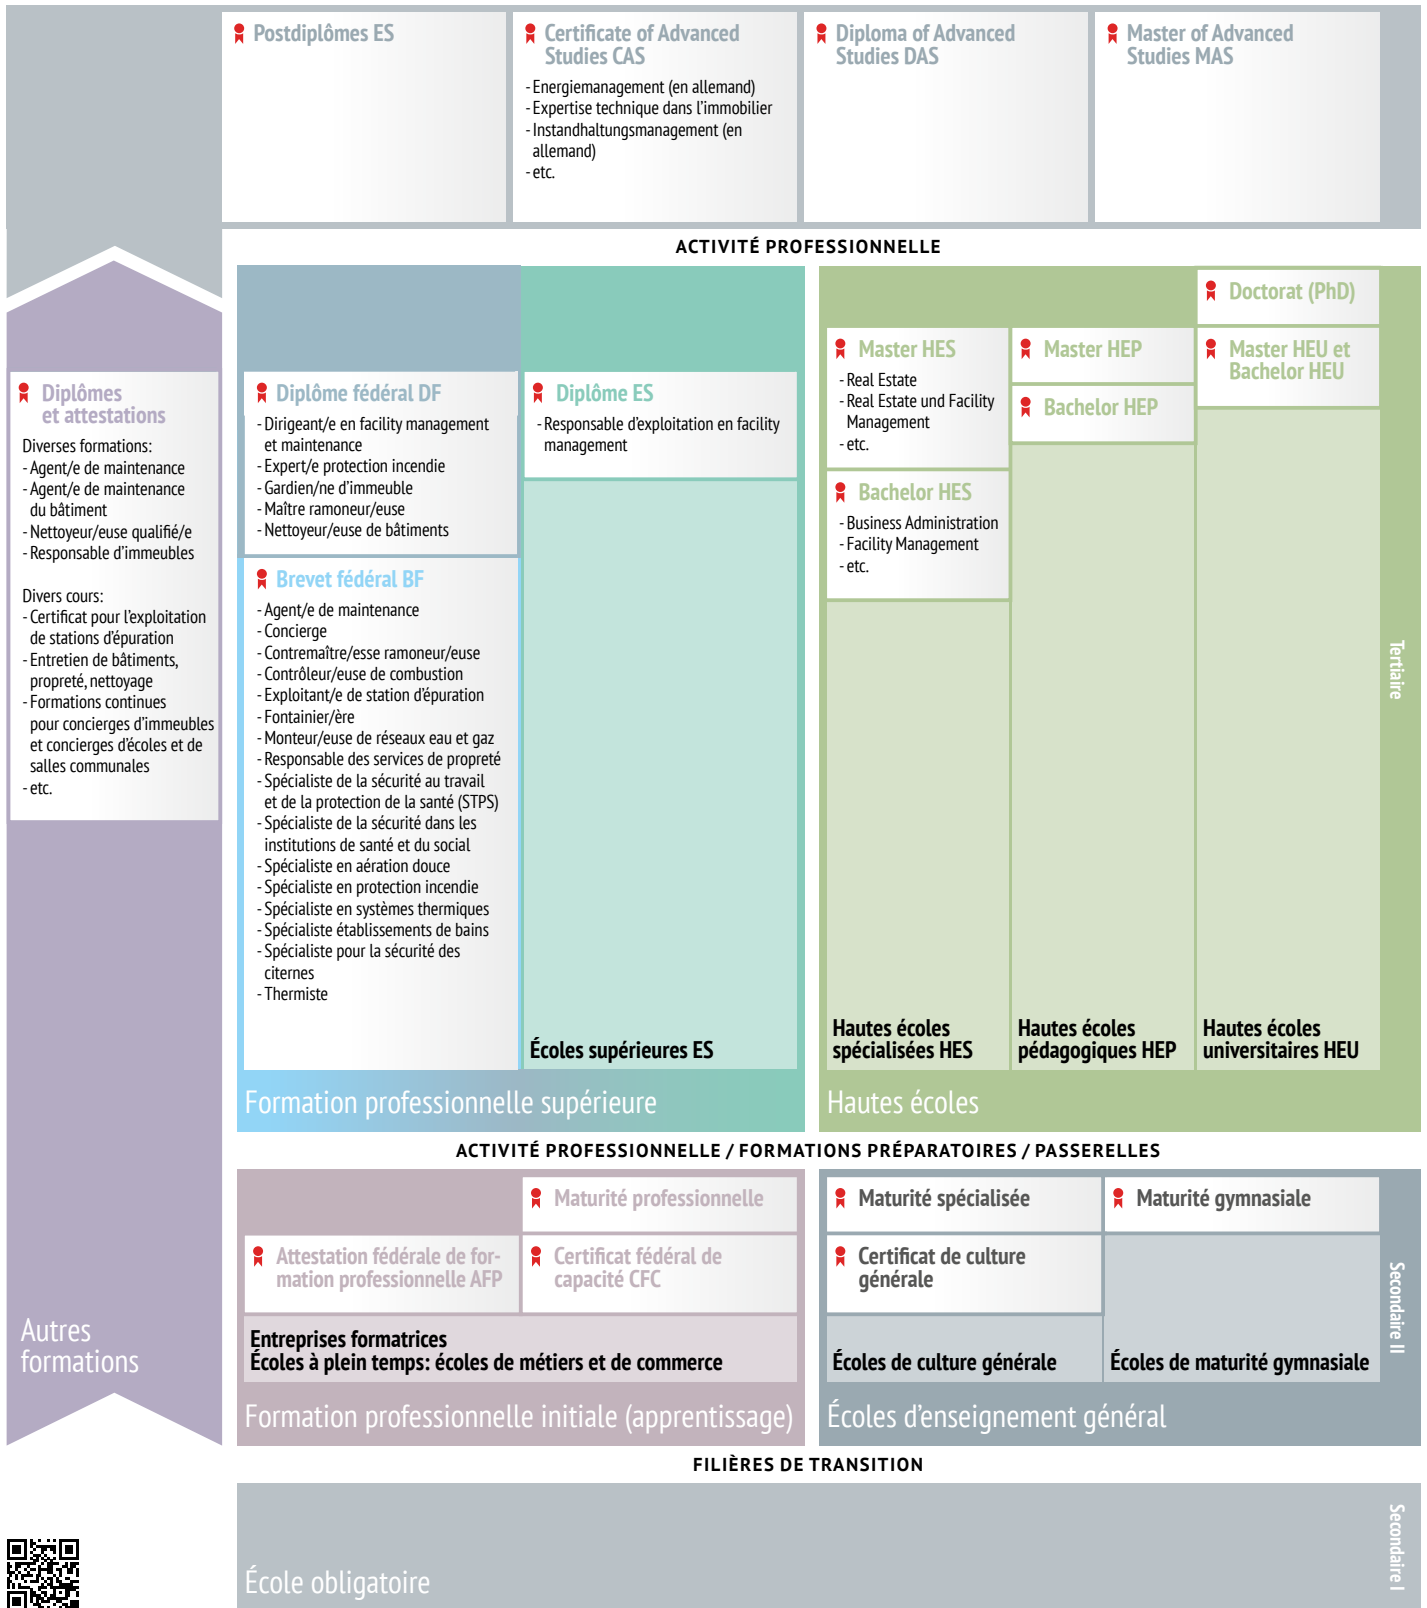 Postdiplômes ES
Certificate of Advanced
Studies CAS
- Energiemanagement (en allemand)
- Expertise technique dans l'immobilier
- Instandhaltungsmanagement (en
allemand)
- etc.
Diploma of Advanced
Studies DAS
Master of Advanced
Studies MAS
ACTIVITÉ PROFESSIONNELLE
Diplômes
et attestations
Diverses formations:
- Agent/e de maintenance
- Agent/e de maintenance
du bâtiment
- Nettoyeur/euse qualifié/e
- Responsable d'immeubles
Divers cours:
- Certificat pour l'exploitation
de stations d'épuration
- Entretien de bâtiments,
propreté, nettoyage
- Formations continues
pour concierges d'immeubles
et concierges d'écoles et de
salles communales
- etc.
Autres
formations
Diplôme fédéral DF
- Dirigeant/e en facility management
et maintenance
- Expert/e protection incendie
- Gardien/ne d'immeuble
- Maître ramoneur/euse
- Nettoyeur/euse de bâtiments
Brevet fédéral BF
- Agent/e de maintenance
- Concierge
- Contremaître/esse ramoneur/euse
- Contrôleur/euse de combustion
- Exploitant/e de station d'épuration
- Fontainier/ère
- Monteur/euse de réseaux eau et gaz
- Responsable des services de propreté
- Spécialiste de la sécurité au travail
et de la protection de la santé (STPS)
- Spécialiste de la sécurité dans les
institutions de santé et du social
- Spécialiste en aération douce
- Spécialiste en protection incendie
- Spécialiste en systèmes thermiques
- Spécialiste établissements de bains
- Spécialiste pour la sécurité des
citernes
- Thermiste
Diplôme ES
- Responsable d'exploitation en facility
management
Écoles supérieures ES
Formation professionnelle supérieure
Master HES
- Real Estate
- Real Estate und Facility
Management
- etc.
Bachelor HES
- Business Administration
- Facility Management
- etc.
Hautes écoles
spécialisées HES
Master HEP
Bachelor HEP
Hautes écoles
pédagogiques HEP
Doctorat (PhD)
Master HEU et
Bachelor HEU
Hautes écoles
universitaires HEU
Hautes écoles
Tertiaire
ACTIVITÉ PROFESSIONNELLE / FORMATIONS PRÉPARATOIRES / PASSERELLES
Maturité professionnelle
Attestation fédérale de for-
mation professionnelle AFP
Certificat fédéral de
capacité CFC
Entreprises formatrices
Écoles à plein temps: écoles de métiers et de commerce
Formation professionnelle initiale (apprentissage)
Maturité spécialisée
Certificat de culture
générale
Écoles de culture générale
Maturité gymnasiale
Écoles de maturité gymnasiale
Écoles d'enseignement général
Secondaire II
FILIÈRES DE TRANSITION
École obligatoire
Secondaire I